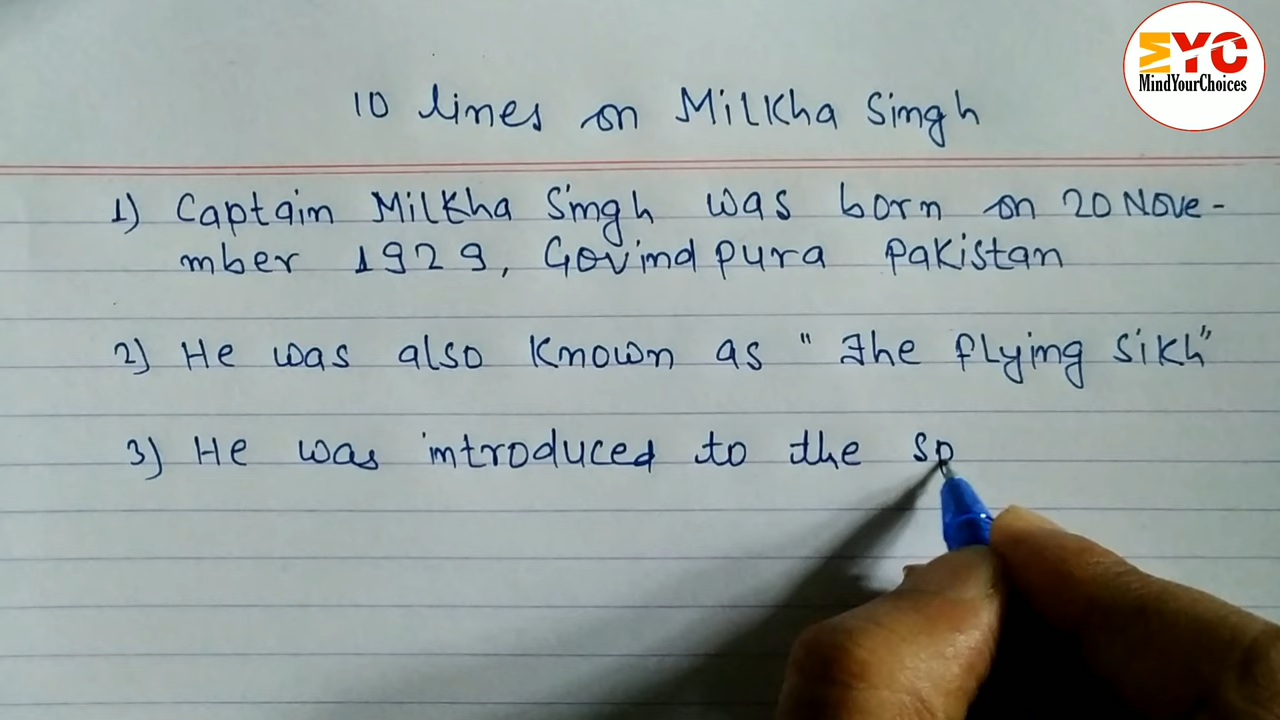 MYC
MindYourChoices
10 lines on Milkha Singh
1) Captain Milkha Singh was born on 20 Nove-
mber 1929, Govindpura Pakistan
2) He was also known as "The flying Sikh"
3) He was introduced to the sp